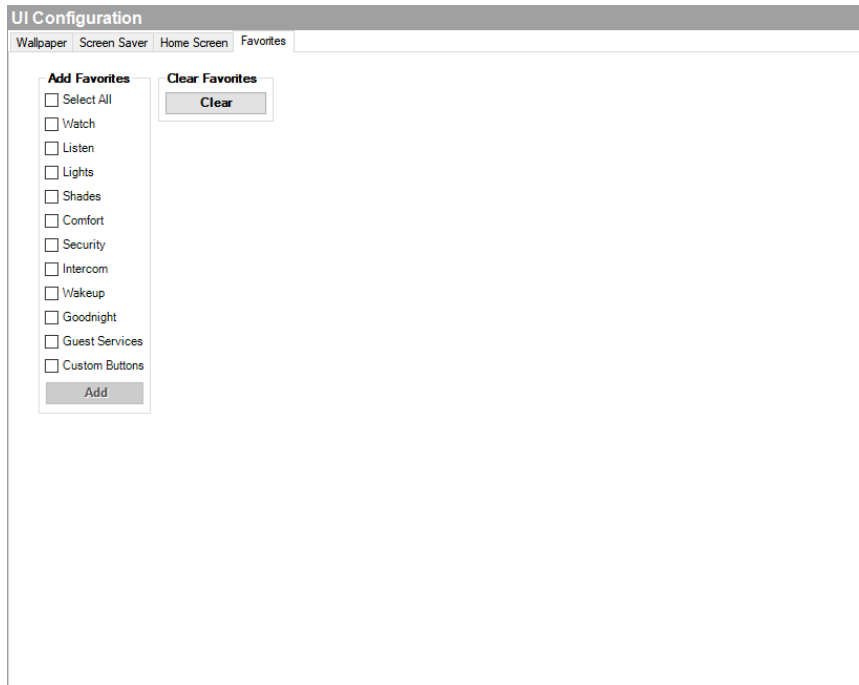 UI Configuration
Wallpaper Screen Saver Home Screen Favorites
Add Favorites Clear Favorites
Select All Clear
Watch
Listen
Lights
Shades
Comfort
Security
Intercom
Wakeup
Goodnight
Guest Services
Custom Buttons
Add